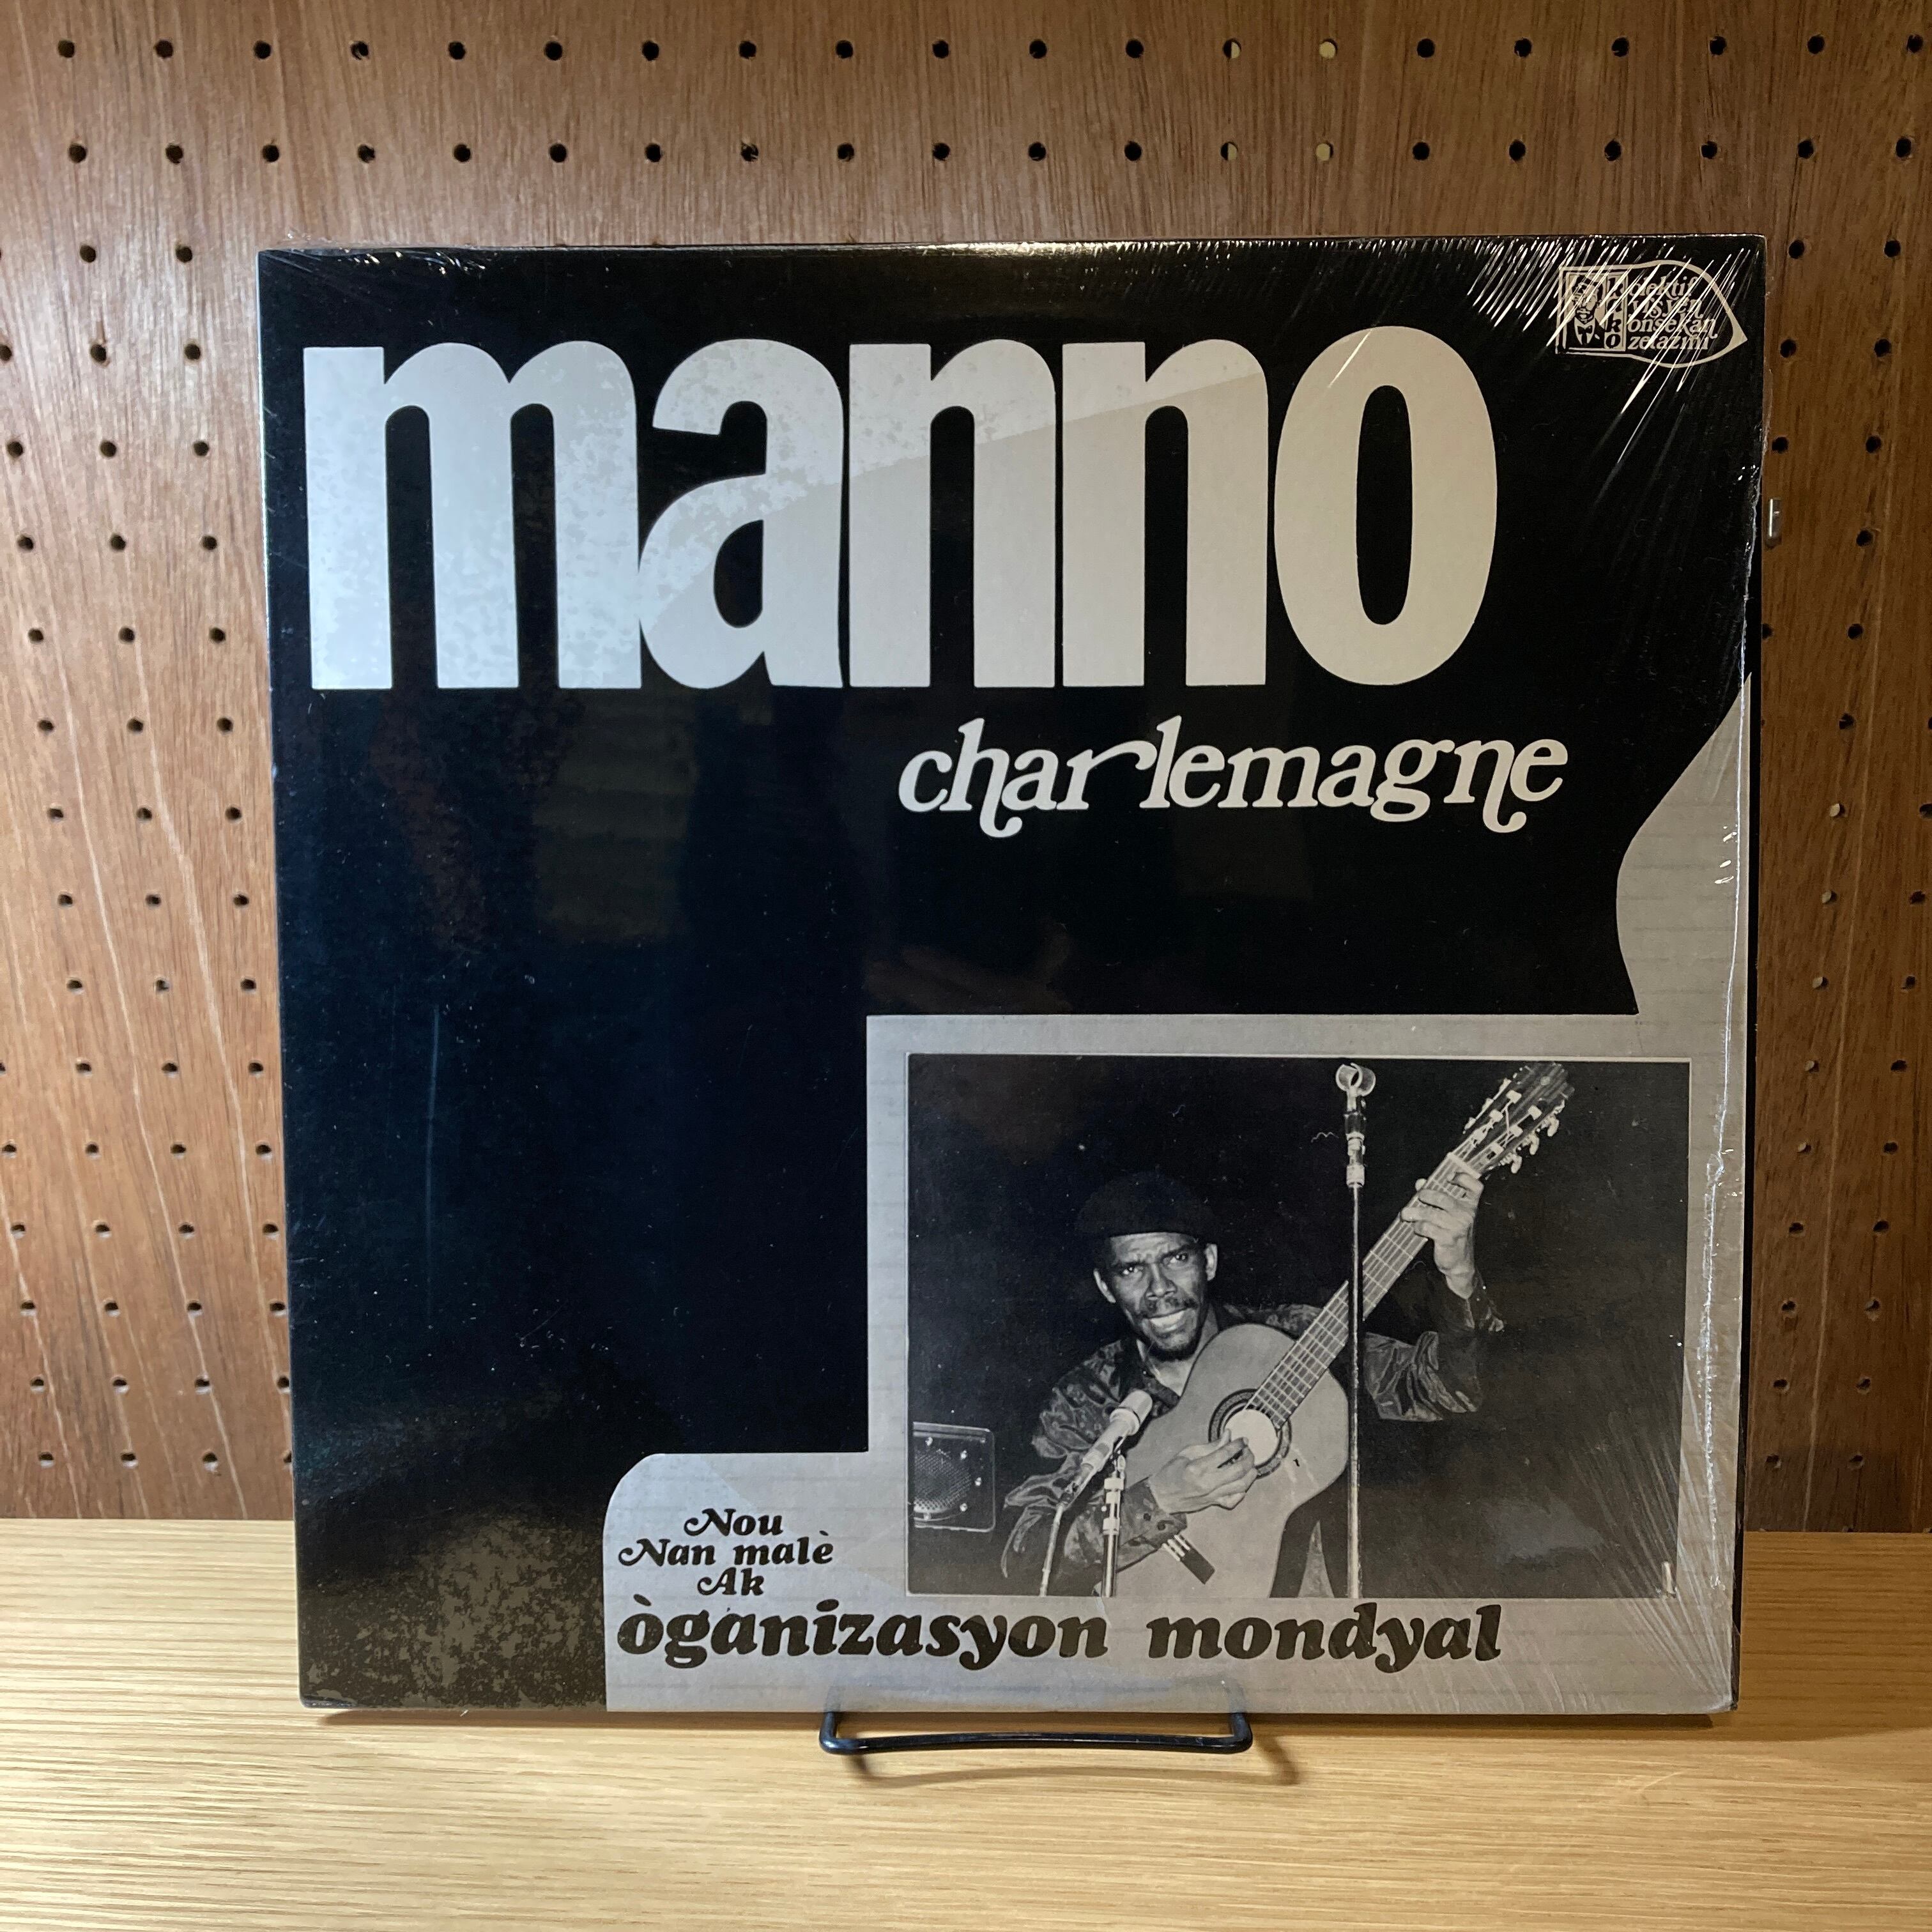 manno
charlemagne
Nou
Nan malè
Ak
òganizasyon mondyal